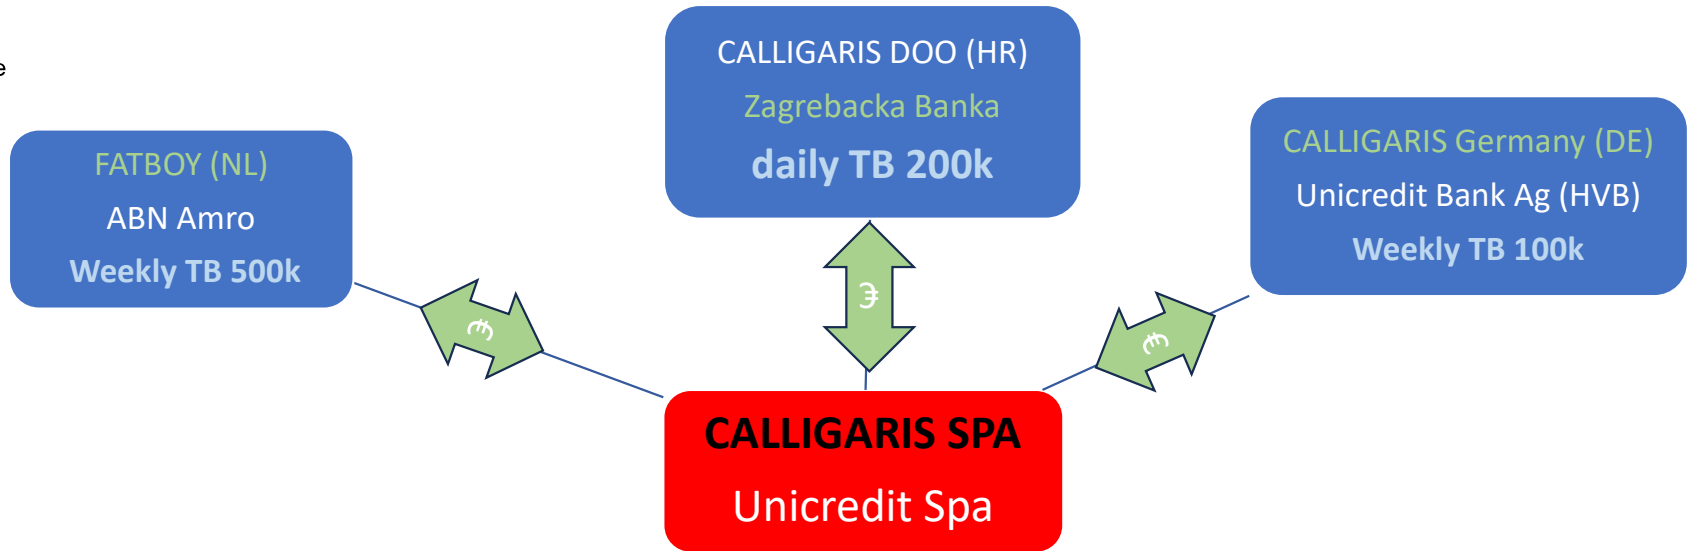 e
FATBOY (NL)
ABN Amro
Weekly TB 500k
CALLIGARIS DOO (HR)
Zagrebacka Banka
daily TB 200k
CALLIGARIS Germany (DE)
Unicredit Bank Ag (HVB)
Weekly TB 100k
€
€
€
CALLIGARIS SPA
Unicredit Spa